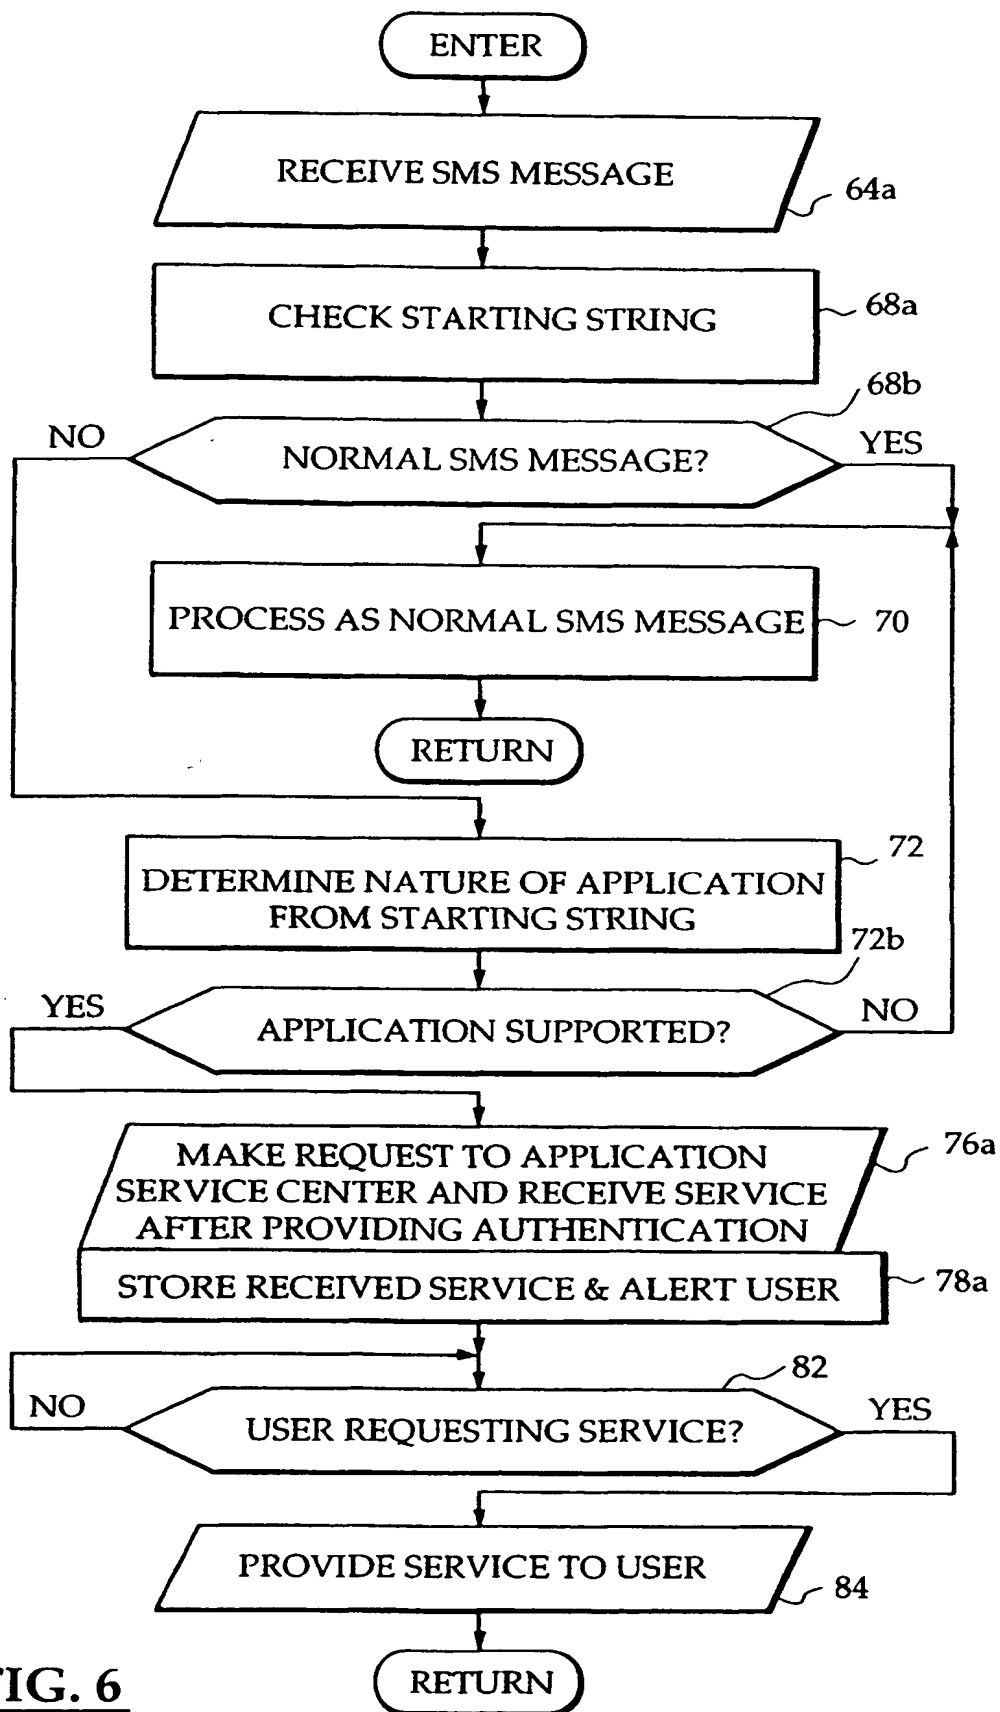 ENTER
RECEIVE SMS MESSAGE
64a
CHECK STARTING STRING
68a
68b
NO
NORMAL SMS MESSAGE?
YES
PROCESS AS NORMAL SMS MESSAGE
70
RETURN
72
DETERMINE NATURE OF APPLICATION
FROM STARTING STRING
72b
YES
APPLICATION SUPPORTED?
NO
MAKE REQUEST TO APPLICATION
SERVICE CENTER AND RECEIVE SERVICE
AFTER PROVIDING AUTHENTICATION
76a
STORE RECEIVED SERVICE & ALERT USER
78a
82
NO
USER REQUESTING SERVICE?
YES
PROVIDE SERVICE TO USER
84
RETURN
IG. 6